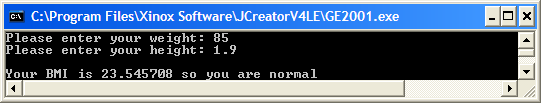 C:\Program Files\Xinox Software\JCreatorV4LE\GE2001.exe
Please enter your weight: 85
Please enter your height: 1.9
Your BMI is 23.545708 so you are normal